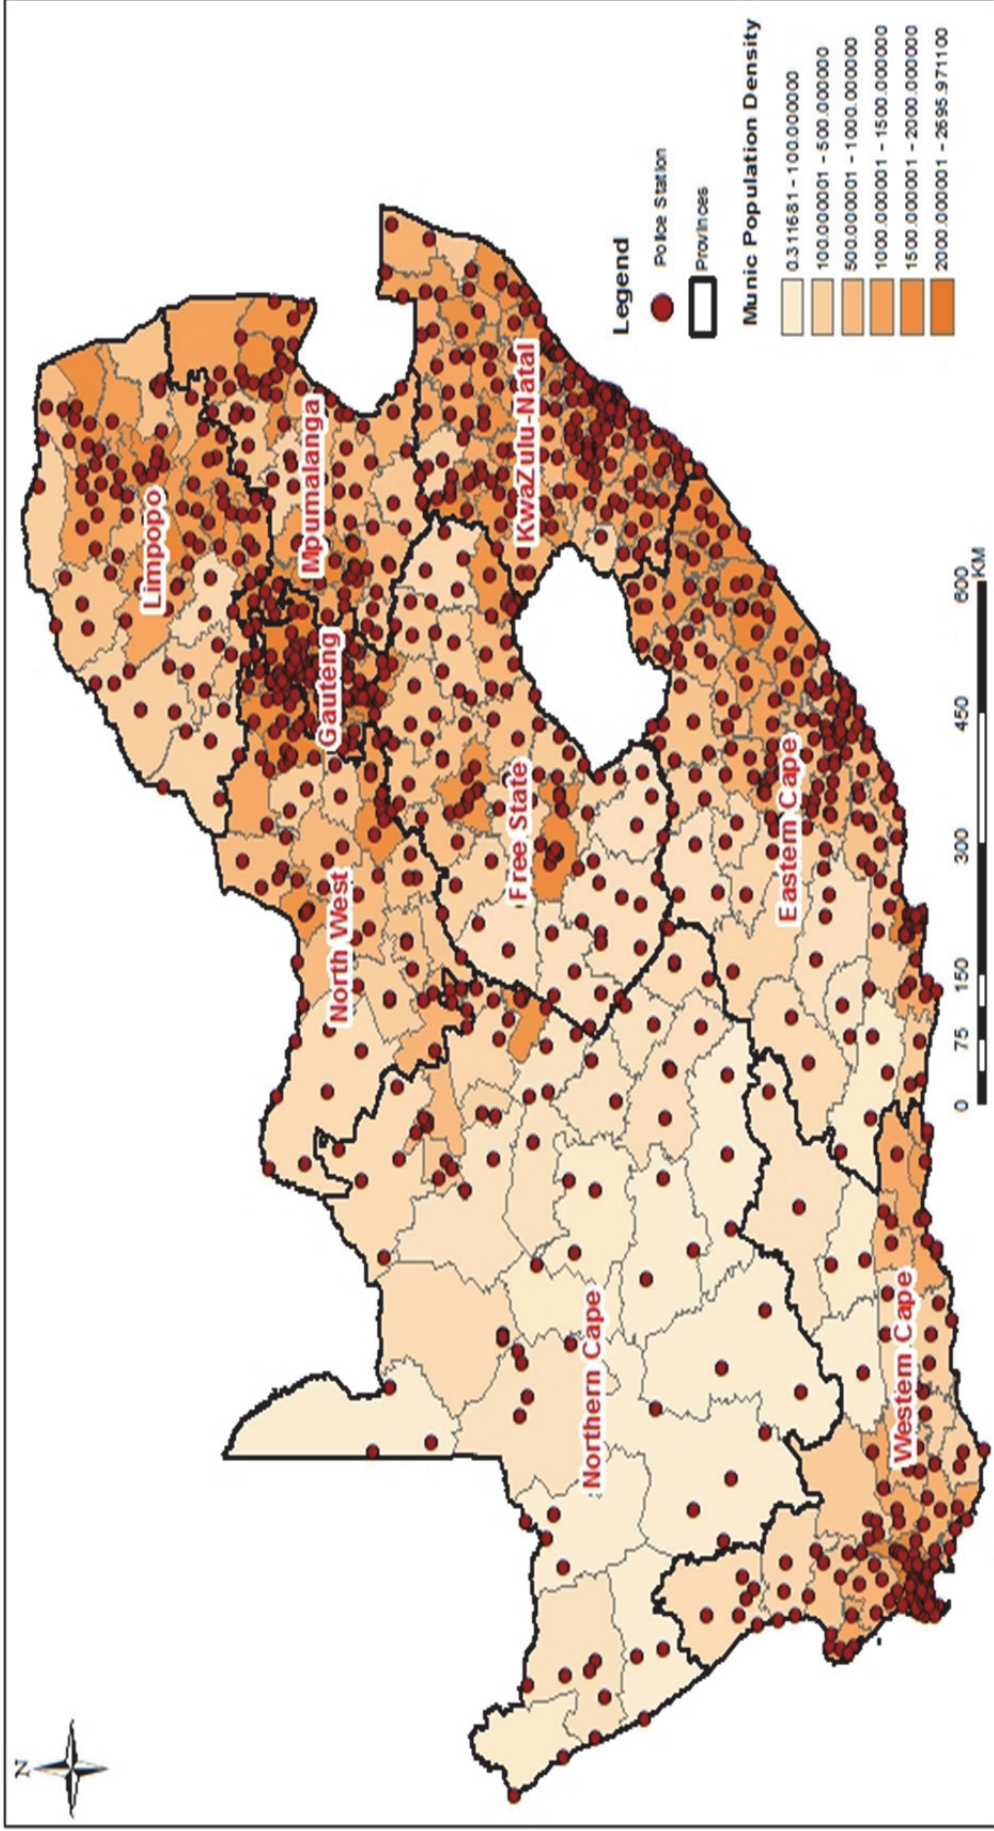 N
Limpopo
Mpumalanga
Gauteng
North West
Free State
KwaZulu-Natal
Northern Cape
Eastern Cape
Western Cape
Legend
Police Station
Provinces
Munic Population Density
0.311681 - 100.000000
100.000001 - 500.000000
500.000001 - 1000.000000
1000.000001 - 1500.000000
1500.000001 - 2000.000000
2000.000001 - 2695.971100
0 75 150 300 450 600
KM